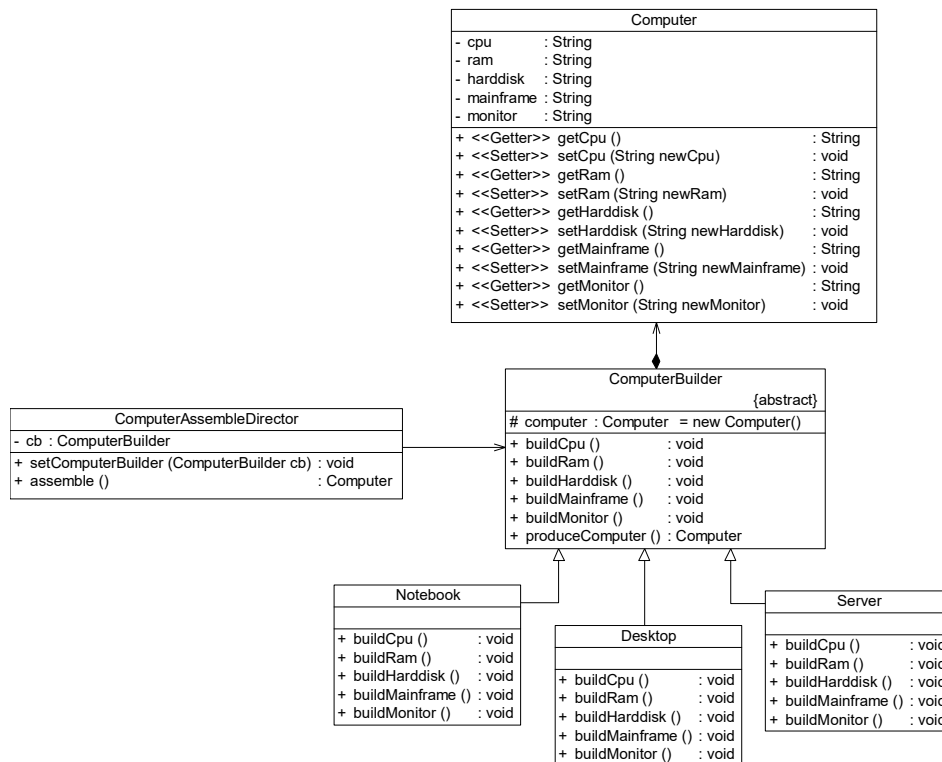 Computer
- cpu : String
- ram : String
- harddisk : String
- mainframe : String
- monitor : String
+ <<Getter>> getCpu () : String
+ <<Setter>> setCpu (String newCpu) : void
+ <<Getter>> getRam () : String
+ <<Setter>> setRam (String newRam) : void
+ <<Getter>> getHarddisk () : String
+ <<Setter>> setHarddisk (String newHarddisk) : void
+ <<Getter>> getMainframe () : String
+ <<Setter>> setMainframe (String newMainframe) : void
+ <<Getter>> getMonitor () : String
+ <<Setter>> setMonitor (String newMonitor) : void
ComputerBuilder
{abstract}
# computer : Computer = new Computer()
+ buildCpu () : void
+ buildRam () : void
+ buildHarddisk () : void
+ buildMainframe () : void
+ buildMonitor () : void
+ produceComputer () : Computer
ComputerAssembleDirector
- cb : ComputerBuilder
+ setComputerBuilder (ComputerBuilder cb) : void
+ assemble () : Computer
Notebook
+ buildCpu () : void
+ buildRam () : void
+ buildHarddisk () : void
+ buildMainframe () : void
+ buildMonitor () : void
Desktop
+ buildCpu () : void
+ buildRam () : void
+ buildHarddisk () : void
+ buildMainframe () : void
+ buildMonitor () : void
Server
+ buildCpu () : void
+ buildRam () : void
+ buildHarddisk () : void
+ buildMainframe () : void
+ buildMonitor () : void